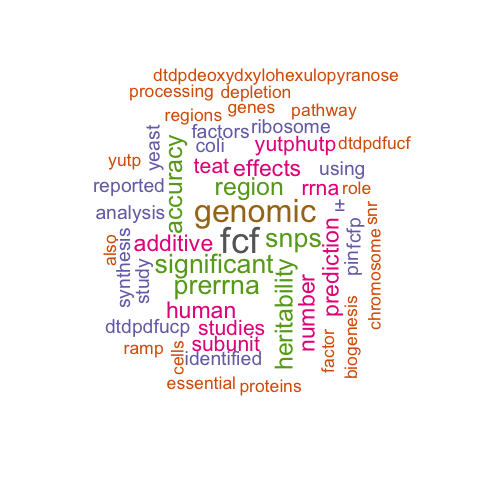 dtdpdeoxydxylohexulopyranose
processing depletion
regions genes pathway
factors ribosome
yeast coli yutphutp dtdpdfucf
accuracy
yutp teat effects using
reported region rrna role
analysis genomic i+ snr
also synthesis additive fcf snps prediction pin fcfp chromosome
study significant
prerrna heritability number
human
dtdpdfucp studies
ramp cells subunit factor biogenesis
identified
essential proteins